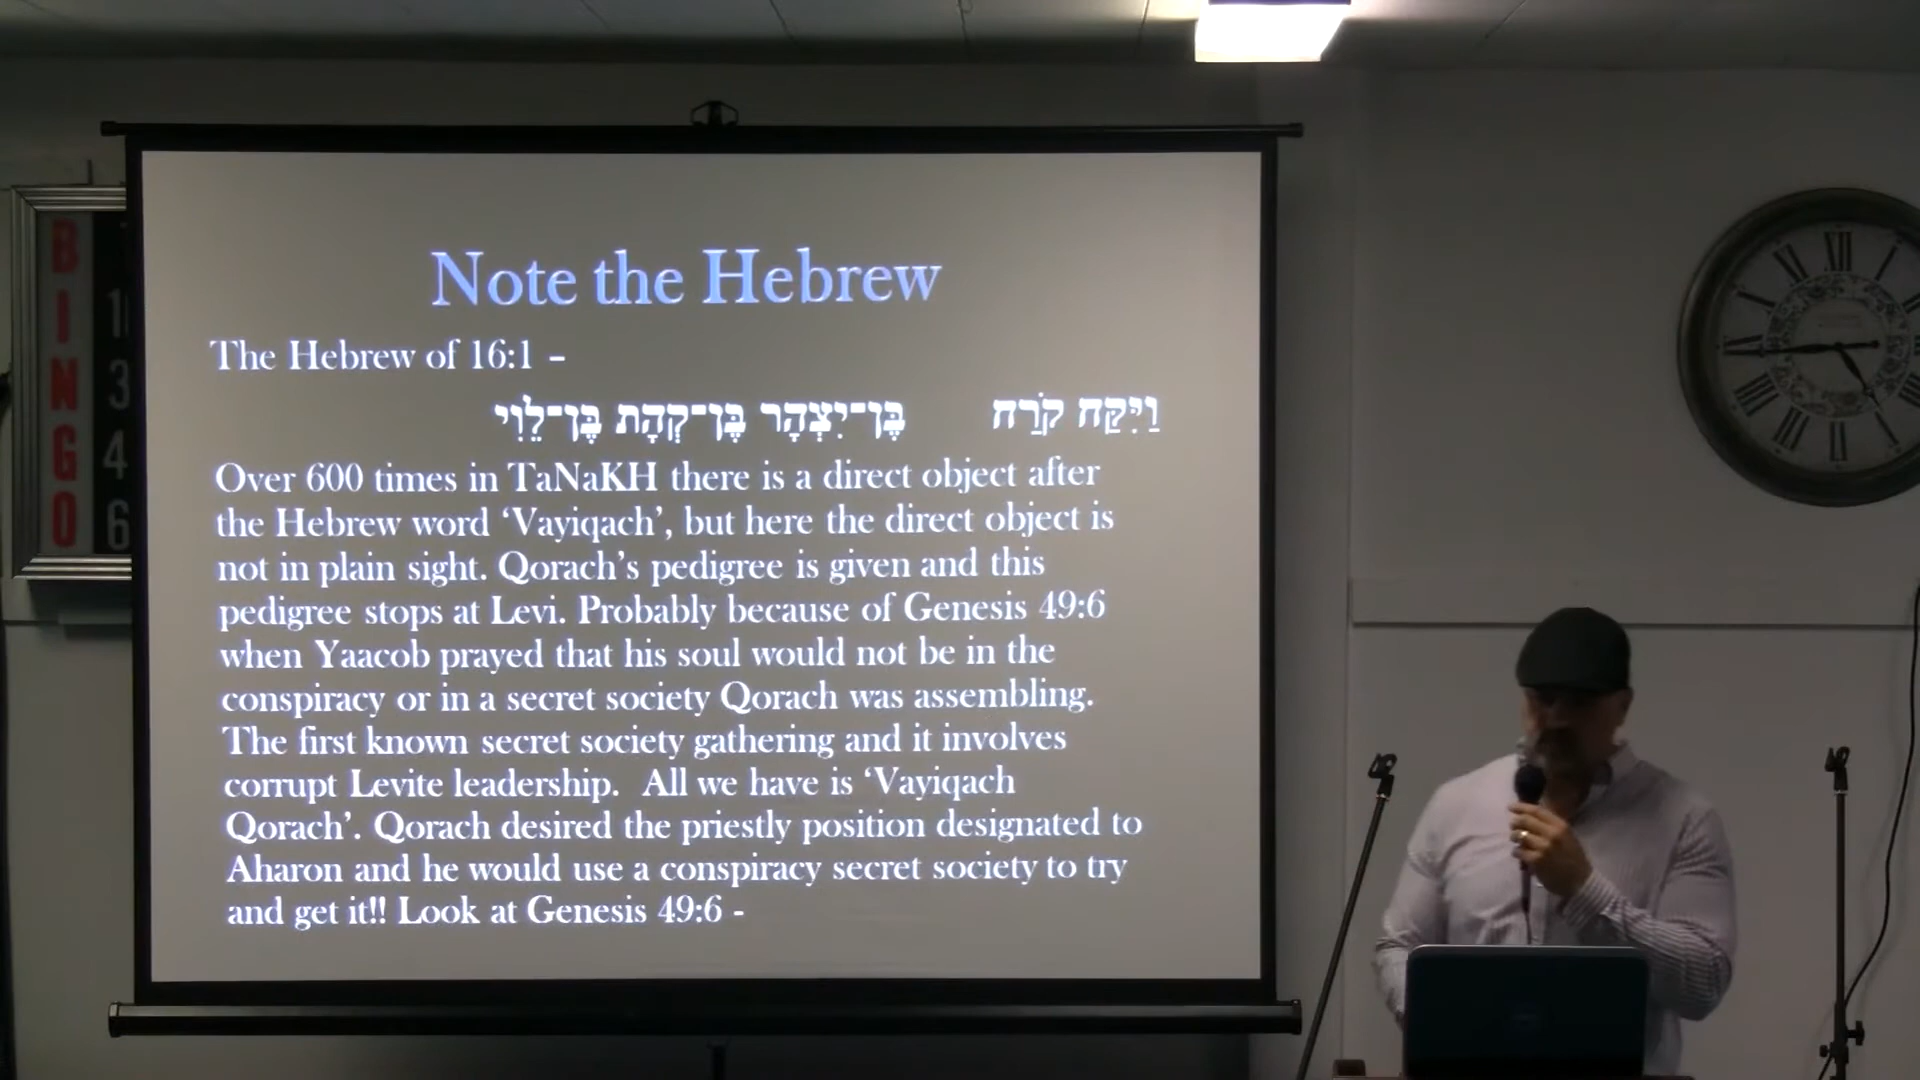 Note the Hebrew
The Hebrew of 16:1 –
וַיִּקַּח קֹרַח בֶּן־יִצְהָר בֶּן־קְהָת בֶּן־לֵוִי
Over 600 times in TaNaKH there is a direct object after
the Hebrew word ‘Vayiqach’, but here the direct object is
not in plain sight. Qorach’s pedigree is given and this
pedigree stops at Levi. Probably because of Genesis 49:6
when Yaacob prayed that his soul would not be in the
conspiracy or in a secret society Qorach was assembling.
The first known secret society gathering and it involves
corrupt Levite leadership. All we have is ‘Vayiqach
Qorach’. Qorach desired the priestly position designated to
Aharon and he would use a conspiracy secret society to try
and get it!! Look at Genesis 49:6 -
B
I 1
N 3
G 4
O 6